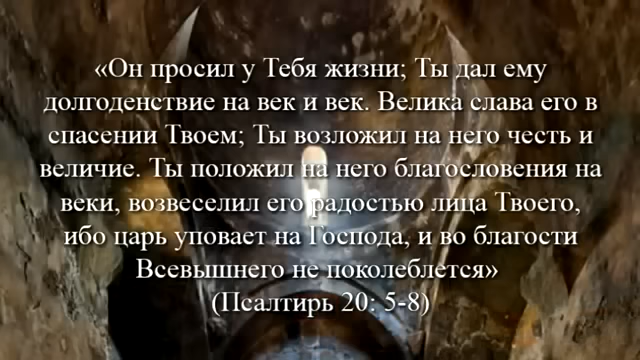 «Он просил у Тебя жизни; Ты дал ему
долгоденствие на век и век. Велика слава его в
спасении Твоем; Ты возложил на него честь и
величие. Ты положил на него благословения на
веки, возвеселил его радостью лица Твоего,
ибо царь уповает на Господа, и во благости
Всевышнего не поколеблется»
(Псалтирь 20: 5-8)